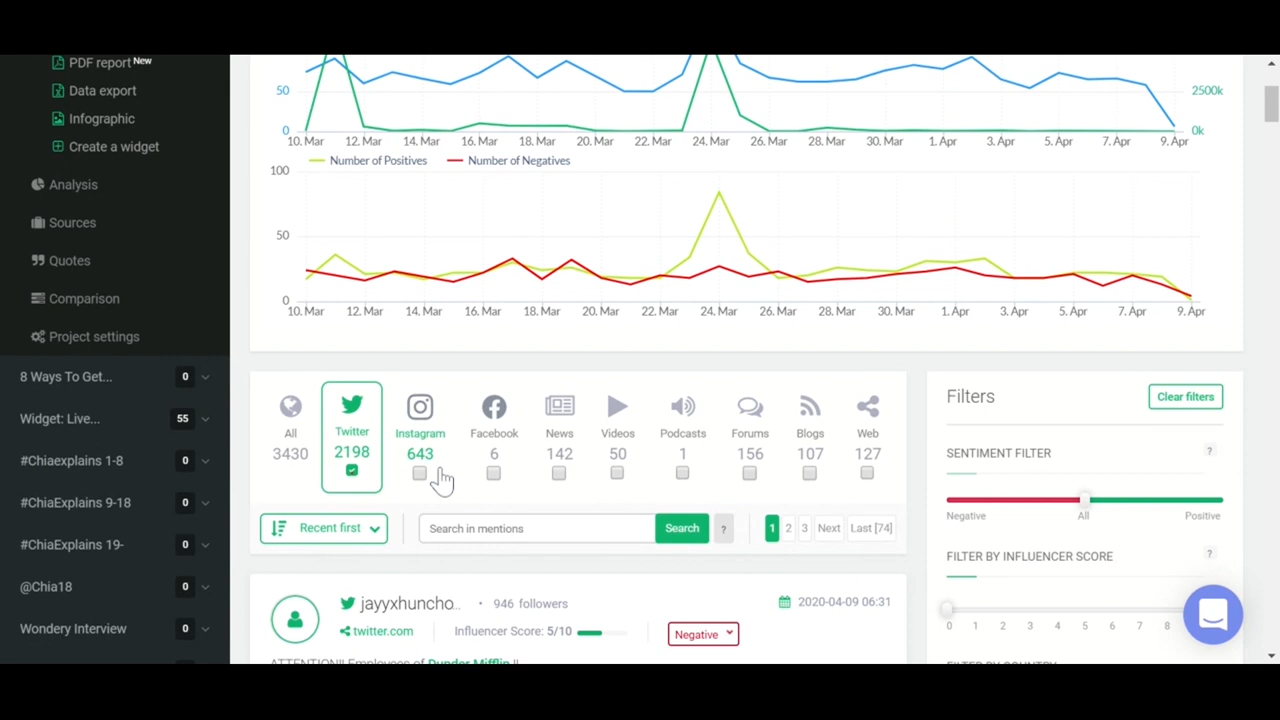 PDF report New
Data export
Infographic
Create a widget
Analysis
Sources
Quotes
Comparison
Project settings
8 Ways To Get... 0
Widget: Live... 55
#Chiaexplains 1-8 0
#ChiaExplains 9-18 0
#ChiaExplains 19- 0
@Chia18 0
Wondery Interview 0
50 2500k
0 0k
10. Mar 12. Mar 14. Mar 16. Mar 18. Mar 20. Mar 22. Mar 24. Mar 26. Mar 28. Mar 30. Mar 1. Apr 3. Apr 5. Apr 7. Apr 9. Apr
Number of Positives Number of Negatives
100
50
0
10. Mar 12. Mar 14. Mar 16. Mar 18. Mar 20. Mar 22. Mar 24. Mar 26. Mar 28. Mar 30. Mar 1. Apr 3. Apr 5. Apr 7. Apr 9. Apr
All Twitter Instagram Facebook News Videos Podcasts Forums Blogs Web
3430 2198 643 6 142 50 1 156 107 127
Recent first Search in mentions Search ? 1 2 3 Next Last [74]
jayyxhuncho.. • 946 followers 2020-04-09 06:31
twitter.com Influencer Score: 5/10 Negative
ATTENTION!! Employees of Dunder Mifflin !!
Filters Clear filters
SENTIMENT FILTER ?
Negative All Positive
FILTER BY INFLUENCER SCORE ?
0 1 2 3 4 5 6 7 8
FILTER BY COUNTRY